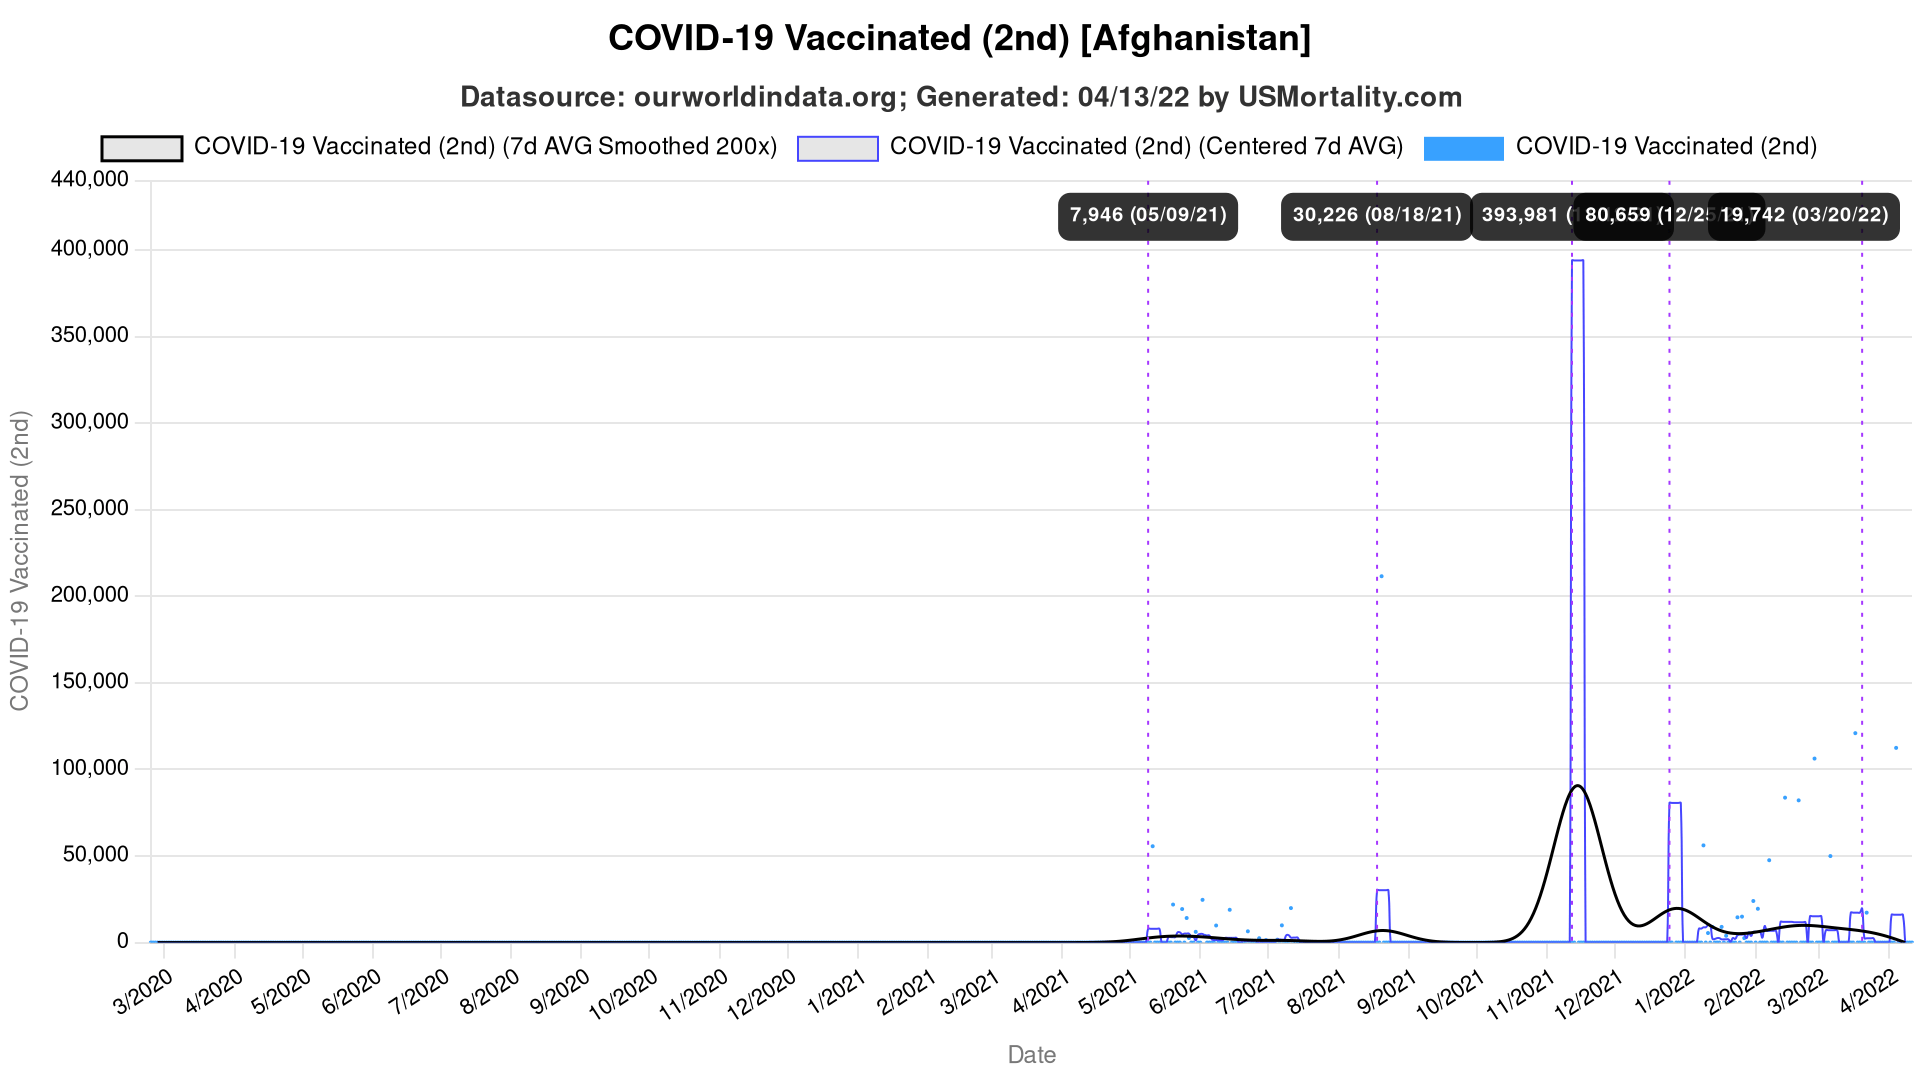 COVID-19 Vaccinated (2nd) [Afghanistan]
Datasource: ourworldindata.org; Generated: 04/13/22 by USMortality.com
COVID-19 Vaccinated (2nd) (7d AVG Smoothed 200x) COVID-19 Vaccinated (2nd) (Centered 7d AVG) COVID-19 Vaccinated (2nd)
440,000
7,946 (05/09/21) 30,226 (08/18/21) 393,981 ( 80,659 (12/25 19,742 (03/20/22)
400,000
350,000
300,000
250,000
200,000
150,000
100,000
50,000
0
COVID-19 Vaccinated (2nd)
3/2020 4/2020 5/2020 6/2020 7/2020 8/2020 9/2020 10/2020 11/2020 12/2020 1/2021 2/2021 3/2021 4/2021 5/2021 6/2021 7/2021 8/2021 9/2021 10/2021 11/2021 12/2021 1/2022 2/2022 3/2022 4/2022
Date